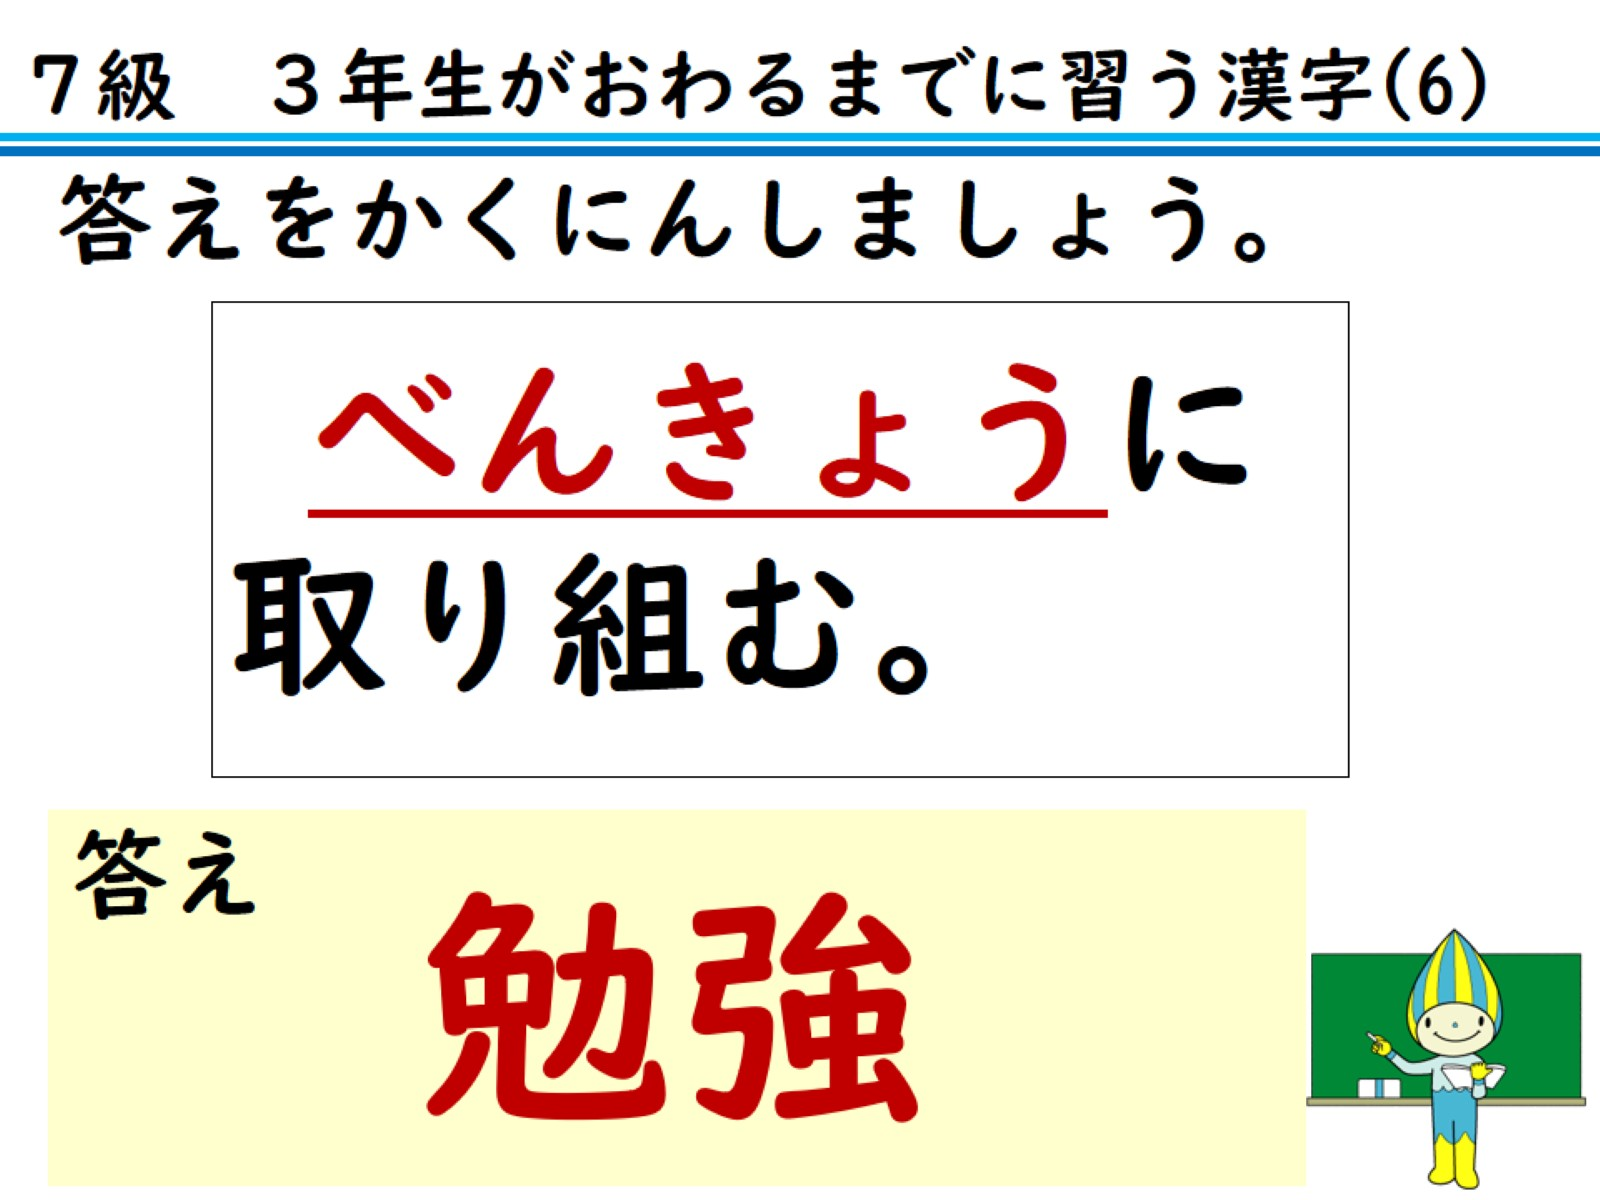 ７級　３年生がおわるまでに習う漢字(6)
答えをかくにんしましょう。
べんきょうに
取り組む。
答え
勉強